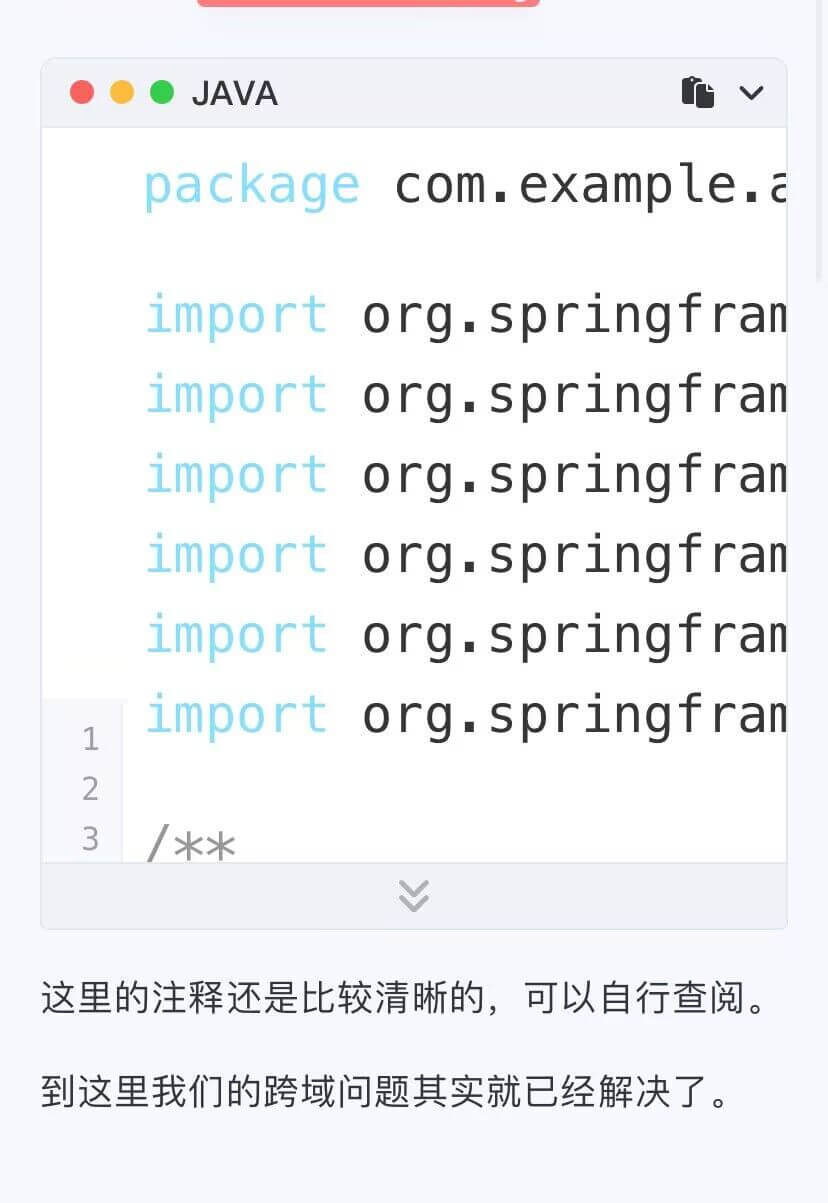 JAVA
package com.example.a
import org.springfram
import org.springfram
import org.springfram
import org.springfram
import org.springfram
import org.springfram
1
2
3 /**
这里的注释还是比较清晰的，可以自行查阅。
到这里我们的跨域问题其实就已经解决了。